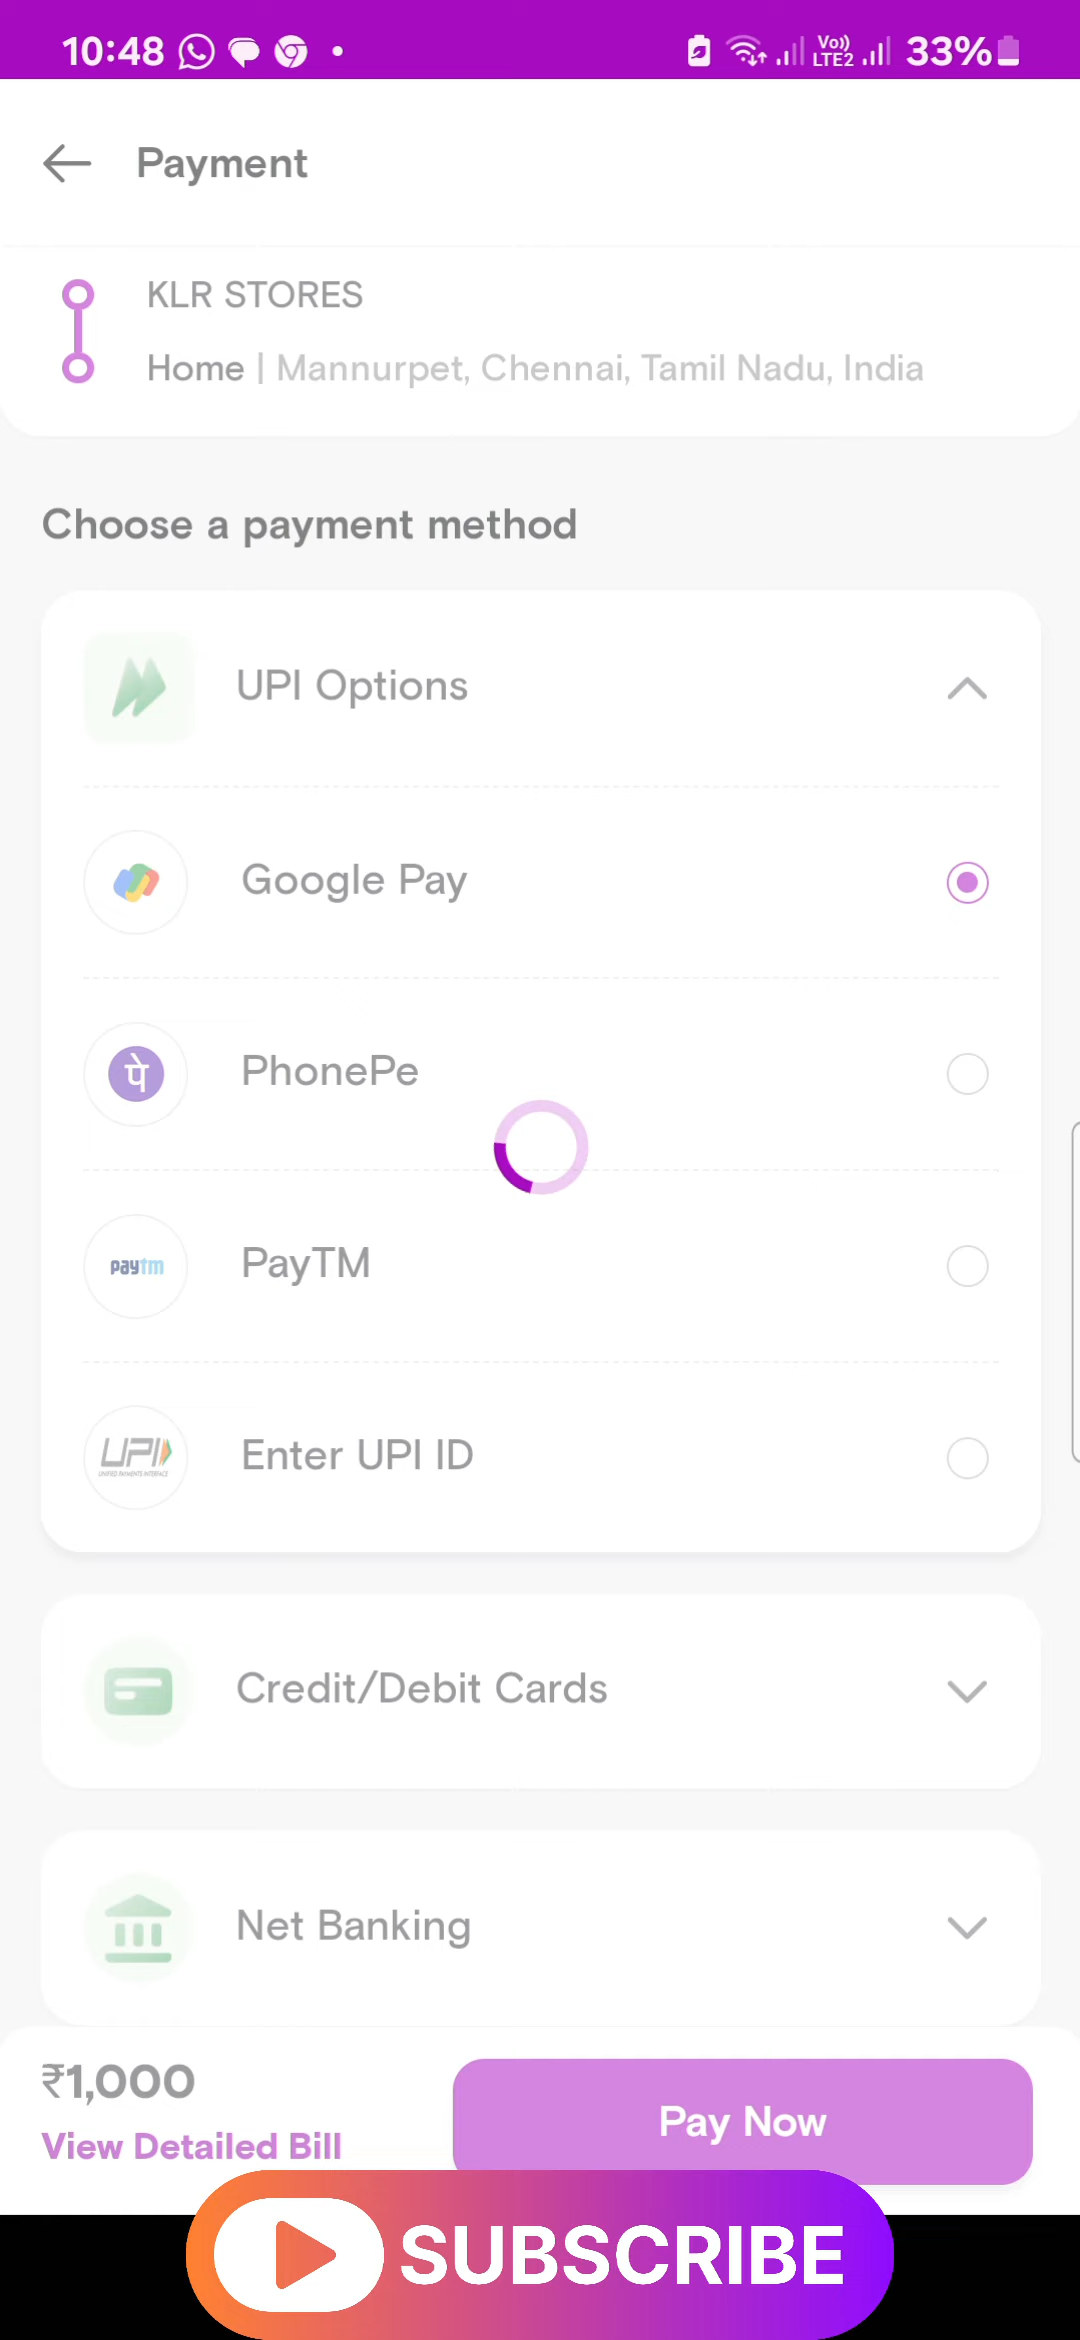 10:48 Vo)) LTE2 33%
Payment
KLR STORES
Home | Mannurpet, Chennai, Tamil Nadu, India
Choose a payment method
UPI Options
Google Pay
पे PhonePe
paytm PayTM
UPI Enter UPI ID
UNIFIED PAYMENTS INTERFACE
Credit/Debit Cards
Net Banking
₹1,000
Pay Now
View Detailed Bill
SUBSCRIBE